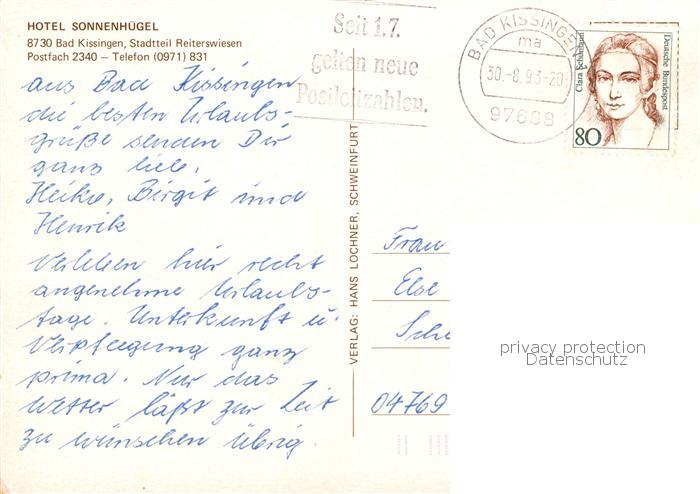 HOTEL SONNENHÜGEL
8730 Bad Kissingen, Stadtteil Reiterswiesen
Postfach 2340 – Telefon (0971) 831
aus Bad Kissingen
die besten Urlaubs-
grüße senden Dir
ganz lieb,
Heiko, Birgit und
Henrik
Verleben hier recht
angenehme Urlaubs-
tage. Unterkunft u.
Verpflegung ganz
prima. Nur das
Wetter läßt zur Zeit
zu wünschen übrig.
VERLAG: HANS LOCHNER, SCHWEINFURT
Seit 1.7.
gelten neue
Postleitzahlen.
BAD KISSINGEN 1
ma
30.-8.93-20
97688
Clara Schumann
Deutsche Bundespost
80
Frau
Else
Sche
04769
privacy protection
Datenschutz